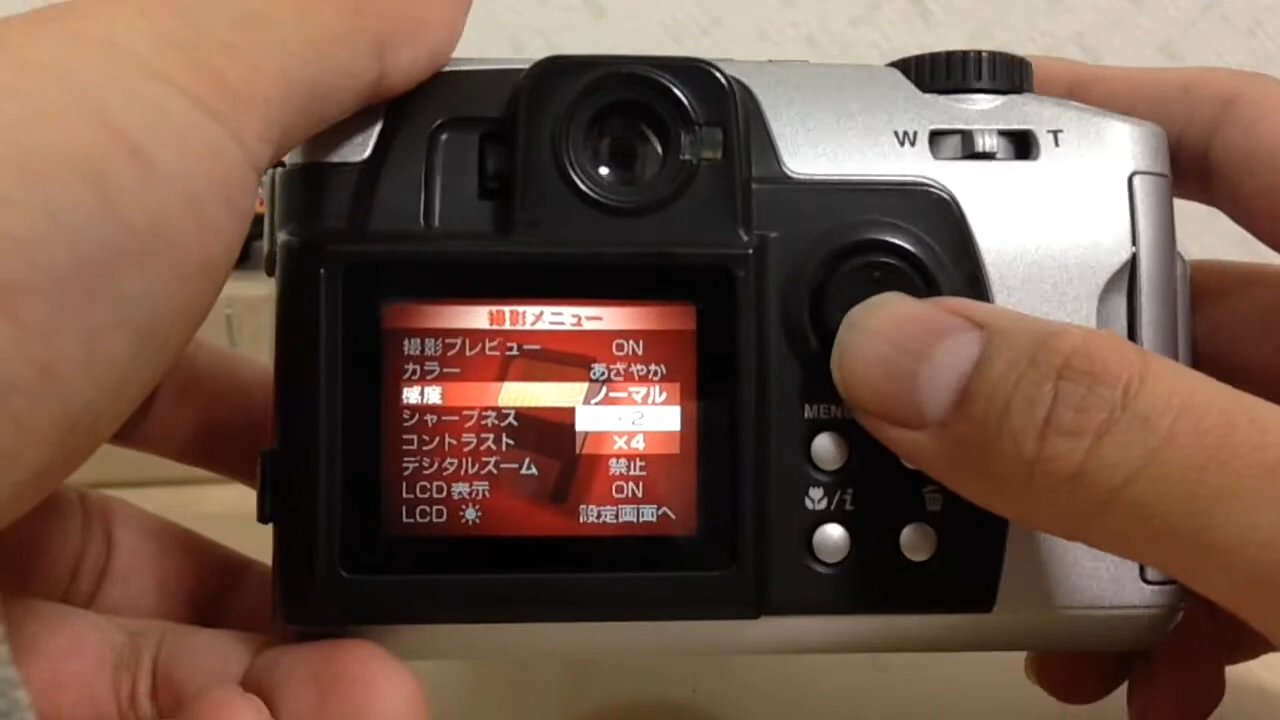 W T
撮影メニュー
撮影プレビュー ON
カラー あざやか
感度 ノーマル
シャープネス ×2
コントラスト ×4
デジタルズーム 禁止
LCD表示 ON
LCD 設定画面へ
MENU
/i